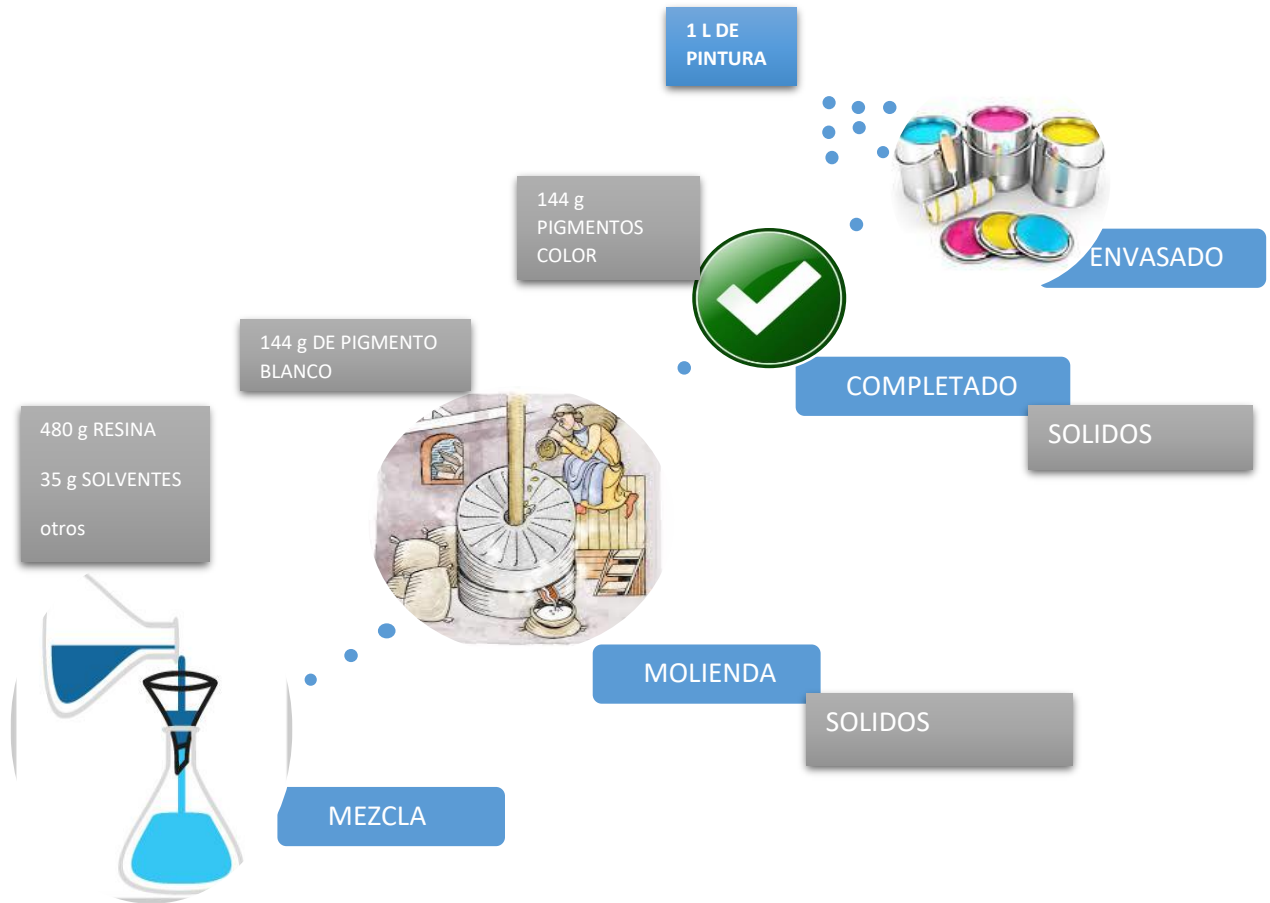 1 L DE
PINTURA
144 g
PIGMENTOS
COLOR
ENVASADO
144 g DE PIGMENTO
BLANCO
COMPLETADO
SOLIDOS
480 g RESINA
35 g SOLVENTES
otros
MOLIENDA
SOLIDOS
MEZCLA